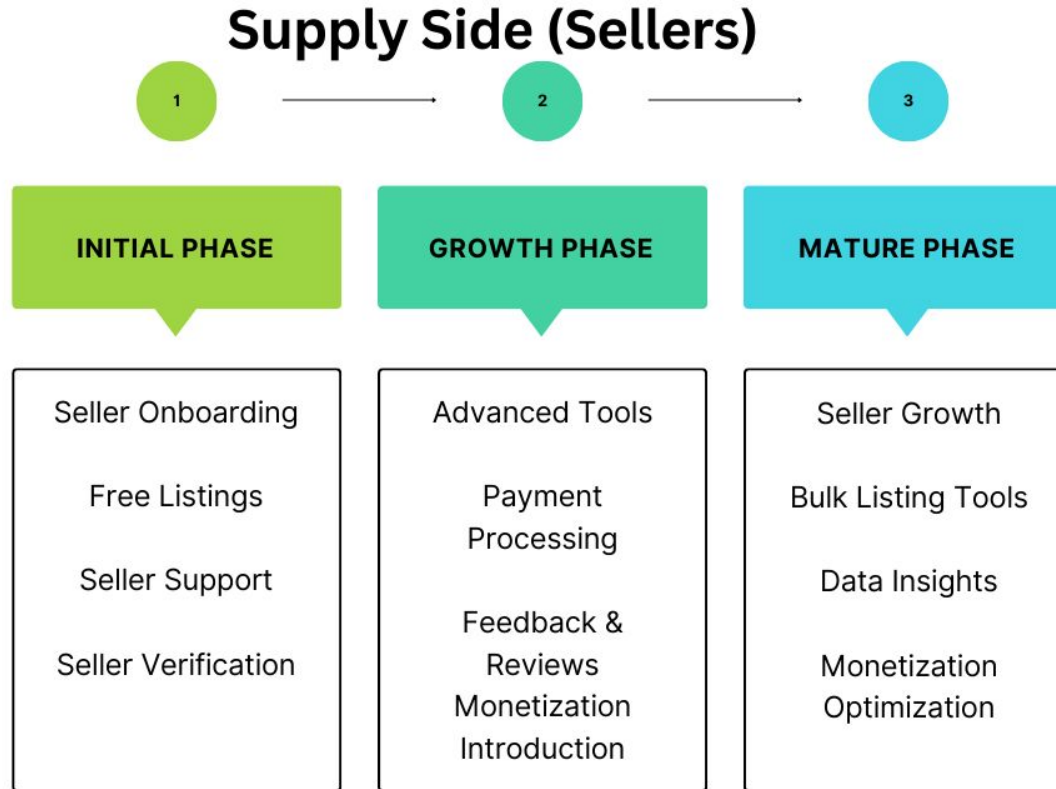 Supply Side (Sellers)
1
2
3
INITIAL PHASE
GROWTH PHASE
MATURE PHASE
Seller Onboarding
Free Listings
Seller Support
Seller Verification
Advanced Tools
Payment
Processing
Feedback &
Reviews
Monetization
Introduction
Seller Growth
Bulk Listing Tools
Data Insights
Monetization
Optimization